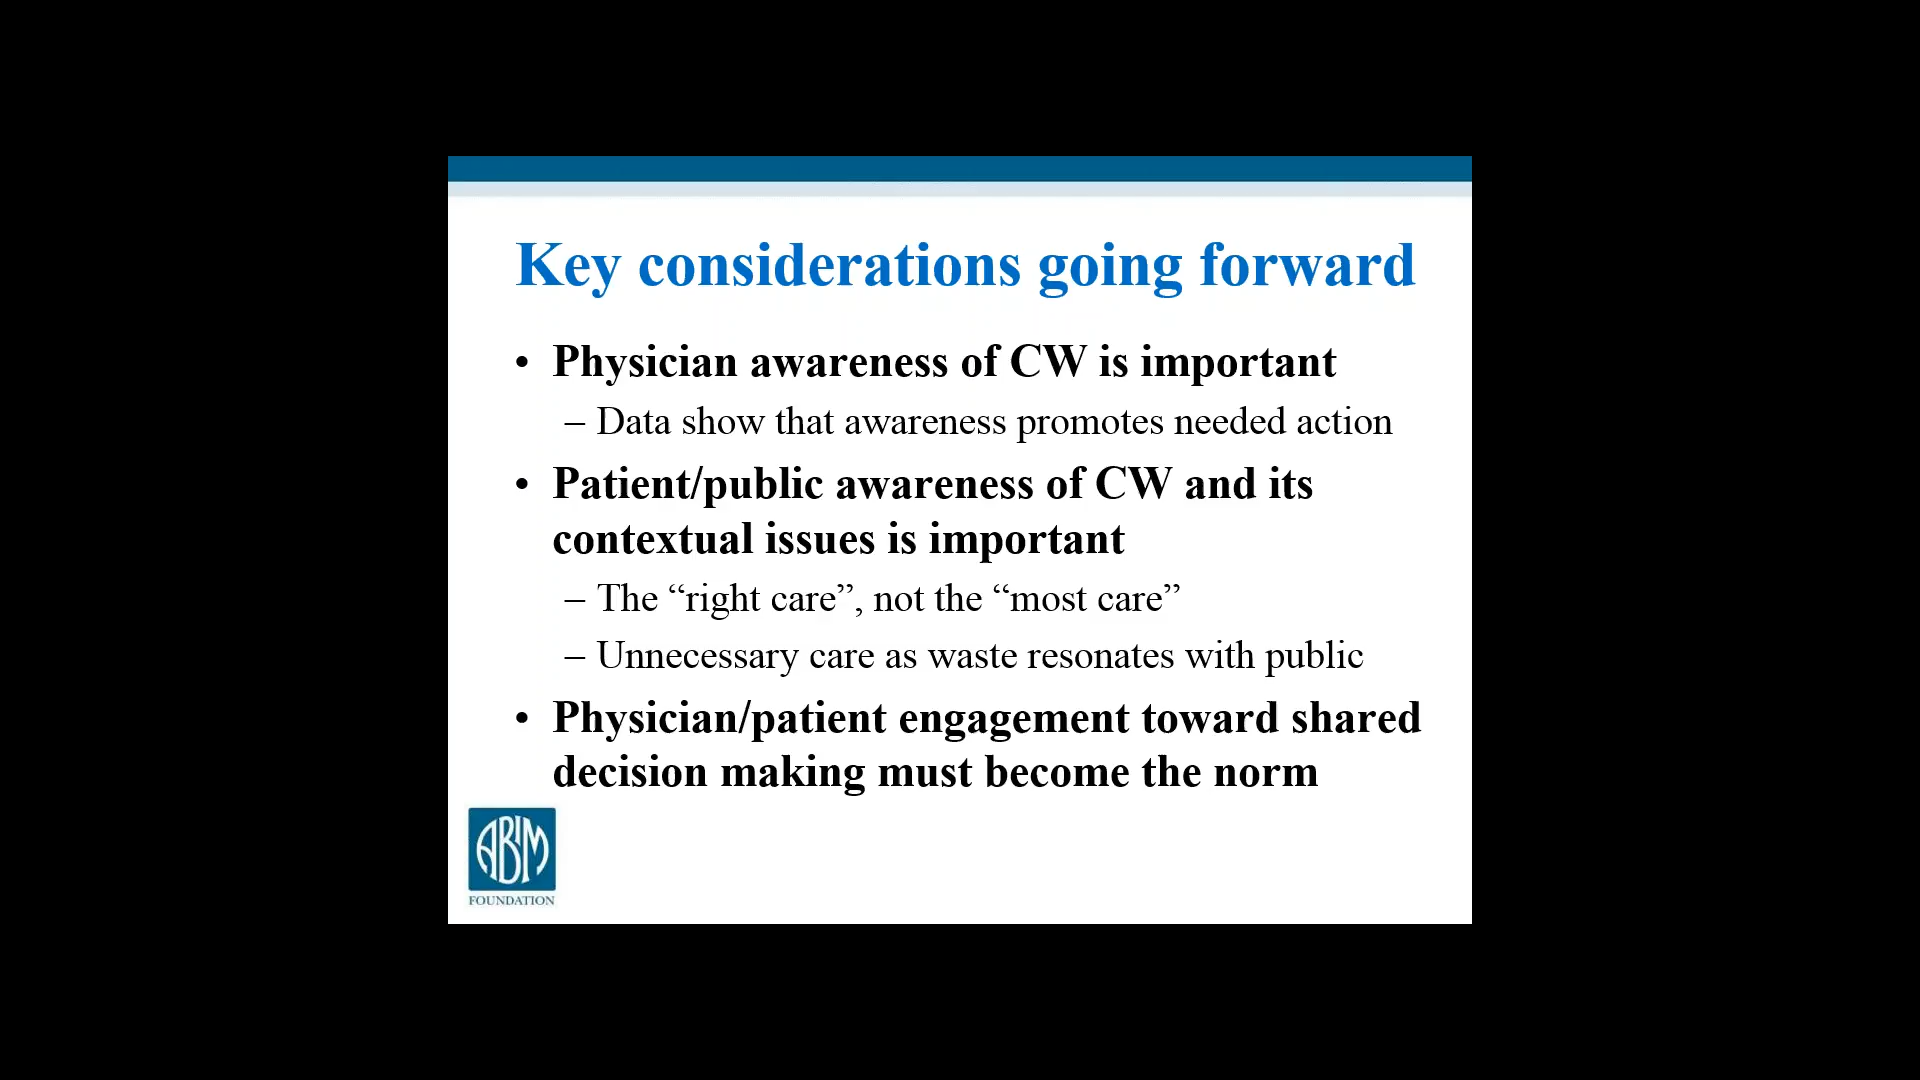 Key considerations going forward
• Physician awareness of CW is important
– Data show that awareness promotes needed action
• Patient/public awareness of CW and its
contextual issues is important
– The “right care”, not the “most care”
– Unnecessary care as waste resonates with public
• Physician/patient engagement toward shared
decision making must become the norm
ABIM
FOUNDATION